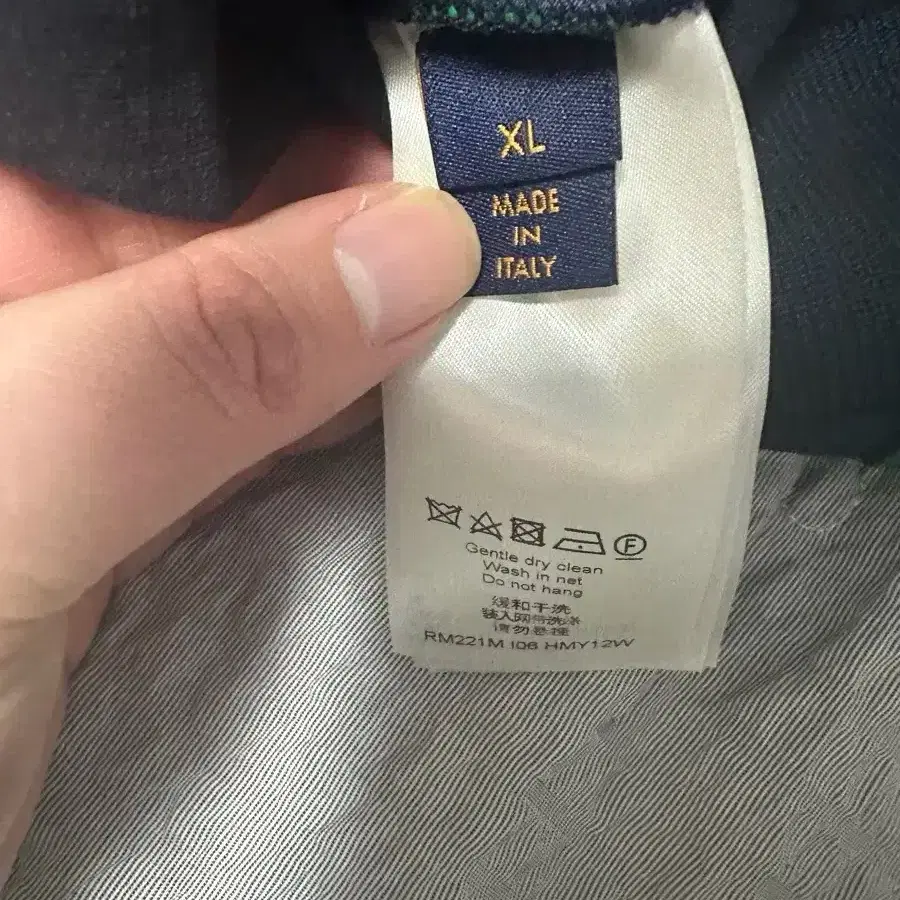 XL
MADE
IN
ITALY
F
Gentle dry clean
Wash in net
Do not hang
缓和干洗
装入网带洗涤
请勿悬挂
RM221M I06 HMY12W